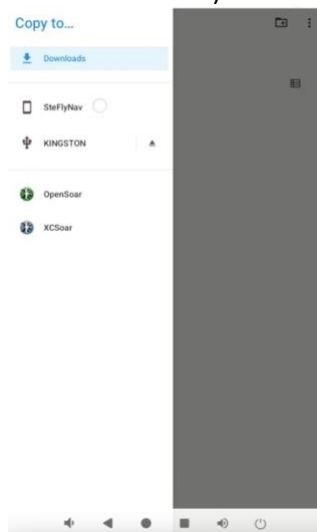 Copy to...
Downloads
SteFlyNav
KINGSTON
OpenSoar
XCSoar